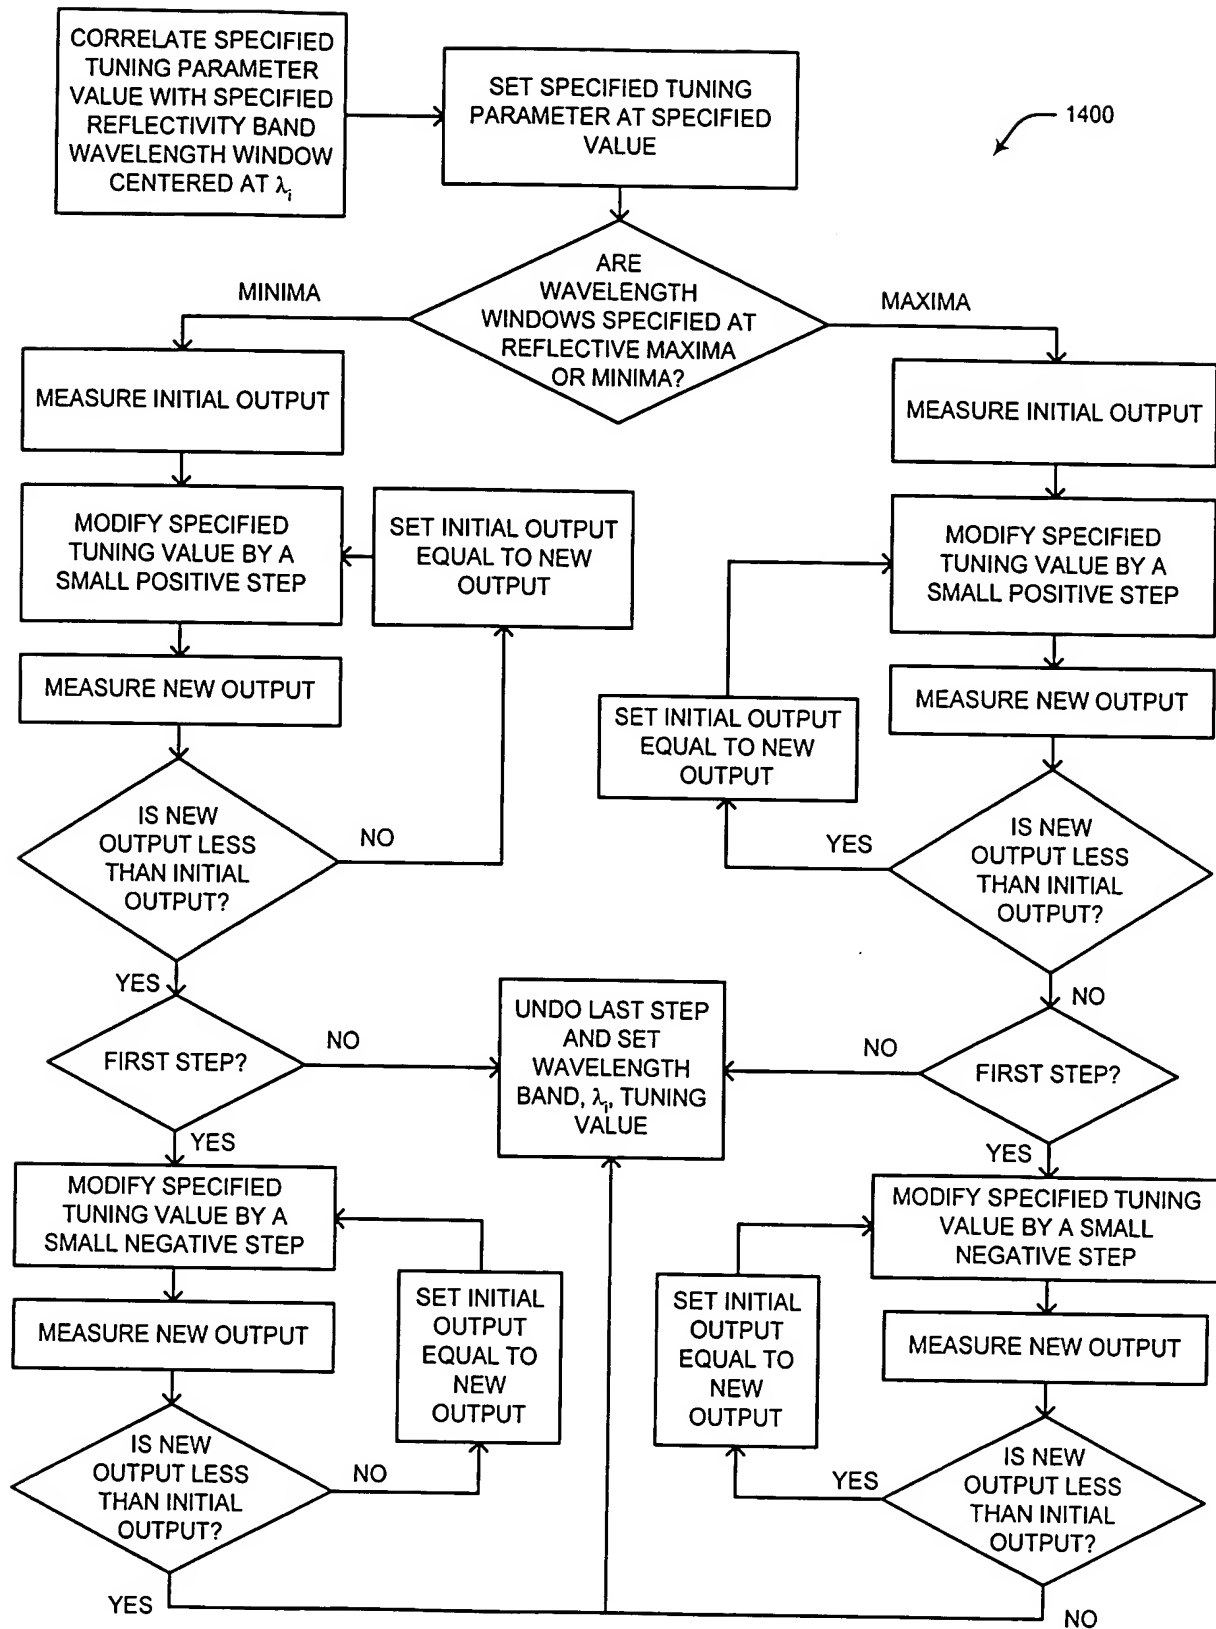 CORRELATE SPECIFIED
TUNING PARAMETER
VALUE WITH SPECIFIED
REFLECTIVITY BAND
WAVELENGTH WINDOW
CENTERED AT λi
SET SPECIFIED TUNING
PARAMETER AT SPECIFIED
VALUE
1400
ARE
WAVELENGTH
WINDOWS SPECIFIED AT
REFLECTIVE MAXIMA
OR MINIMA?
MINIMA
MAXIMA
MEASURE INITIAL OUTPUT
MODIFY SPECIFIED
TUNING VALUE BY A
SMALL POSITIVE STEP
SET INITIAL OUTPUT
EQUAL TO NEW
OUTPUT
MEASURE NEW OUTPUT
IS NEW
OUTPUT LESS
THAN INITIAL
OUTPUT?
NO
YES
FIRST STEP?
NO
YES
MODIFY SPECIFIED
TUNING VALUE BY A
SMALL NEGATIVE STEP
MEASURE NEW OUTPUT
SET INITIAL
OUTPUT
EQUAL TO
NEW
OUTPUT
IS NEW
OUTPUT LESS
THAN INITIAL
OUTPUT?
NO
YES
UNDO LAST STEP
AND SET
WAVELENGTH
BAND, λi, TUNING
VALUE
MEASURE INITIAL OUTPUT
MODIFY SPECIFIED
TUNING VALUE BY A
SMALL POSITIVE STEP
MEASURE NEW OUTPUT
SET INITIAL OUTPUT
EQUAL TO NEW
OUTPUT
IS NEW
OUTPUT LESS
THAN INITIAL
OUTPUT?
YES
NO
FIRST STEP?
NO
YES
MODIFY SPECIFIED TUNING
VALUE BY A SMALL
NEGATIVE STEP
MEASURE NEW OUTPUT
SET INITIAL
OUTPUT
EQUAL TO
NEW
OUTPUT
IS NEW
OUTPUT LESS
THAN INITIAL
OUTPUT?
YES
NO